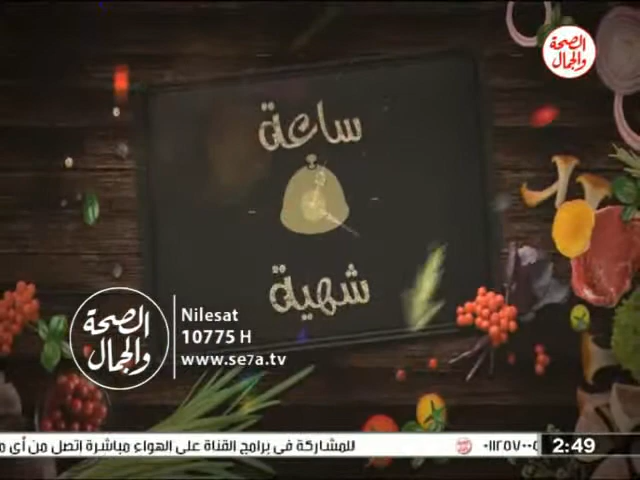 الصحة
والجمال
ساعة
شهية
الصحة
والجمال
Nilesat
10775 H
www.se7a.tv
للمشاركة فى برامج القناة على الهواء مباشرة إتصل من أي
2:49